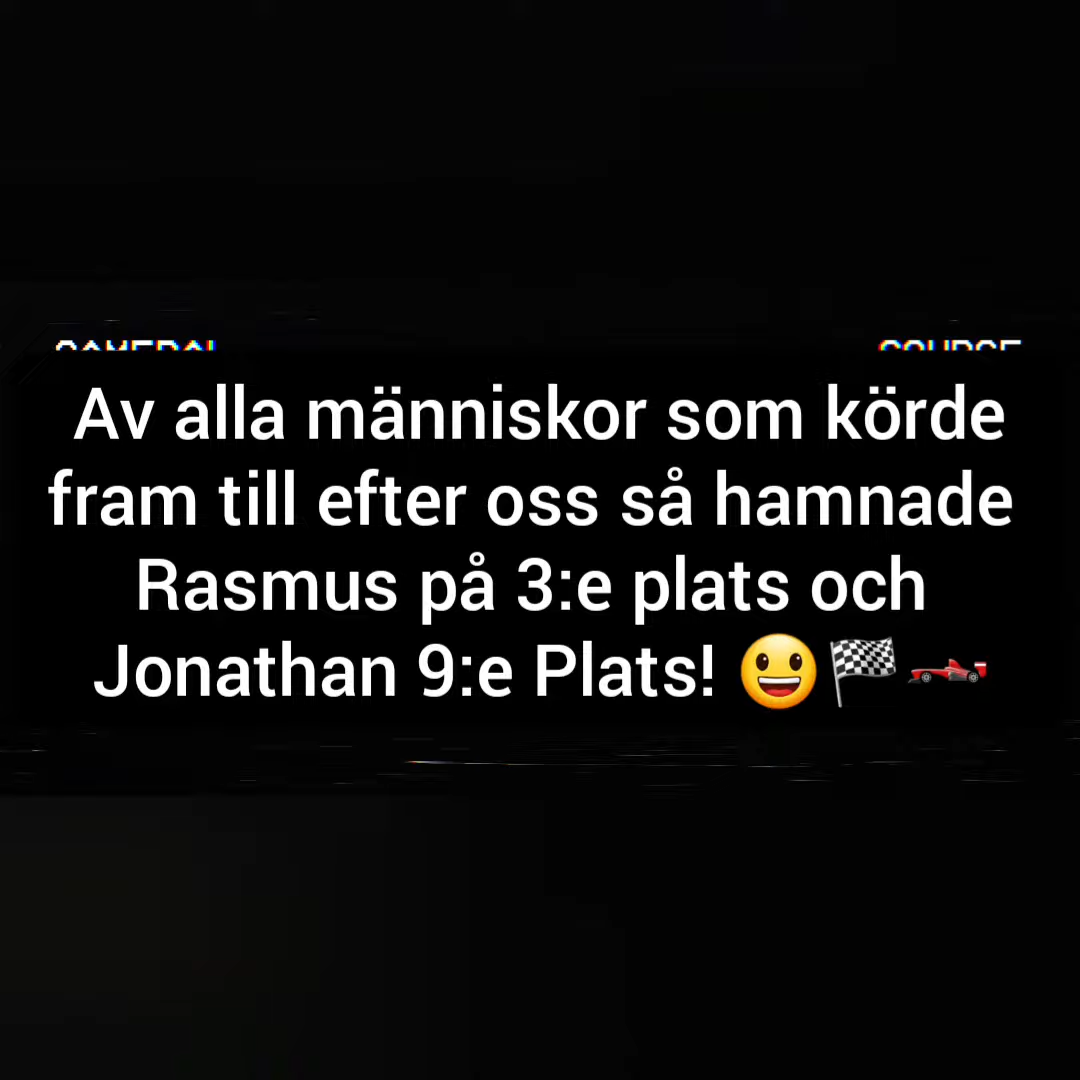 Av alla människor som körde
fram till efter oss så hamnade
Rasmus på 3:e plats och
Jonathan 9:e Plats! 😃🏁🏎️